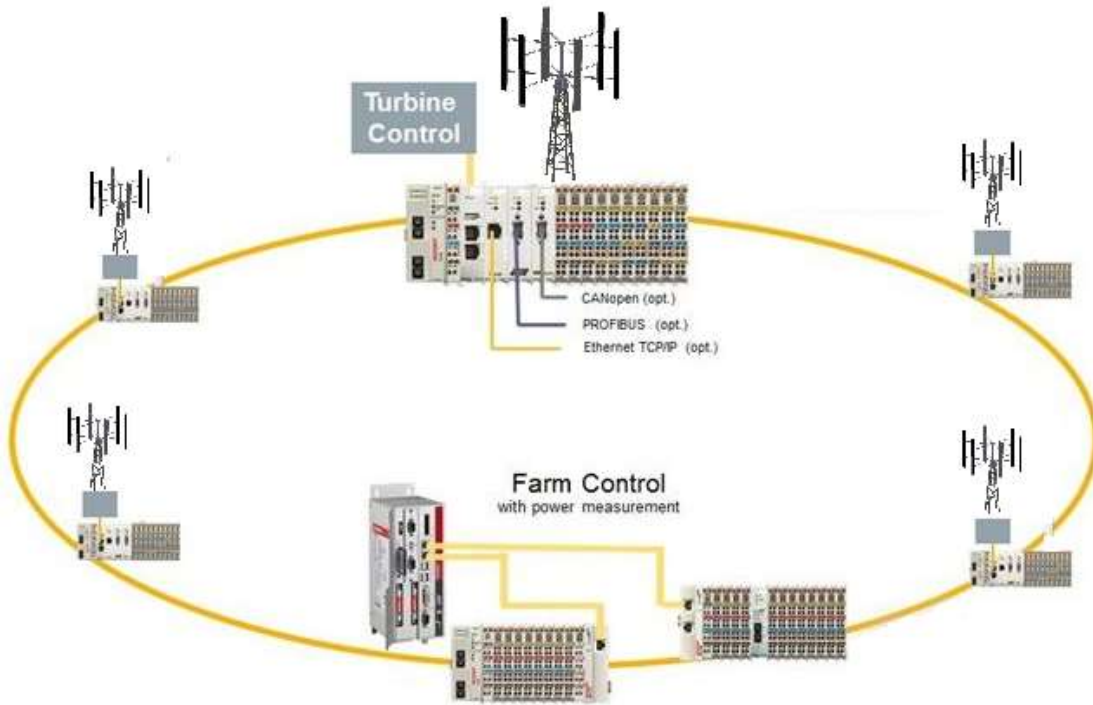 Turbine
Control
CANopen (opt.)
PROFIBUS (opt.)
Ethernet TCP/IP (opt.)
Farm Control
with power measurement